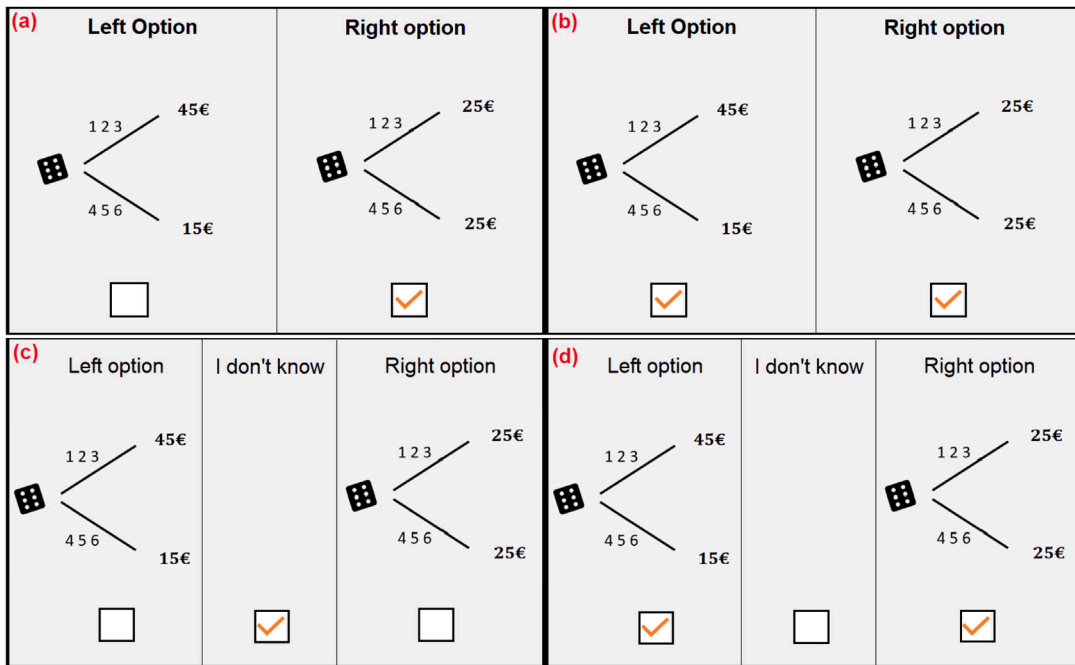 (a)
Left Option
Right option
45€
1 2 3
4 5 6
15€
25€
1 2 3
4 5 6
25€
(b)
Left Option
Right option
45€
1 2 3
4 5 6
15€
25€
1 2 3
4 5 6
25€
(c)
Left option
I don't know
Right option
45€
1 2 3
4 5 6
15€
25€
1 2 3
4 5 6
25€
(d)
Left option
I don't know
Right option
45€
1 2 3
4 5 6
15€
25€
1 2 3
4 5 6
25€